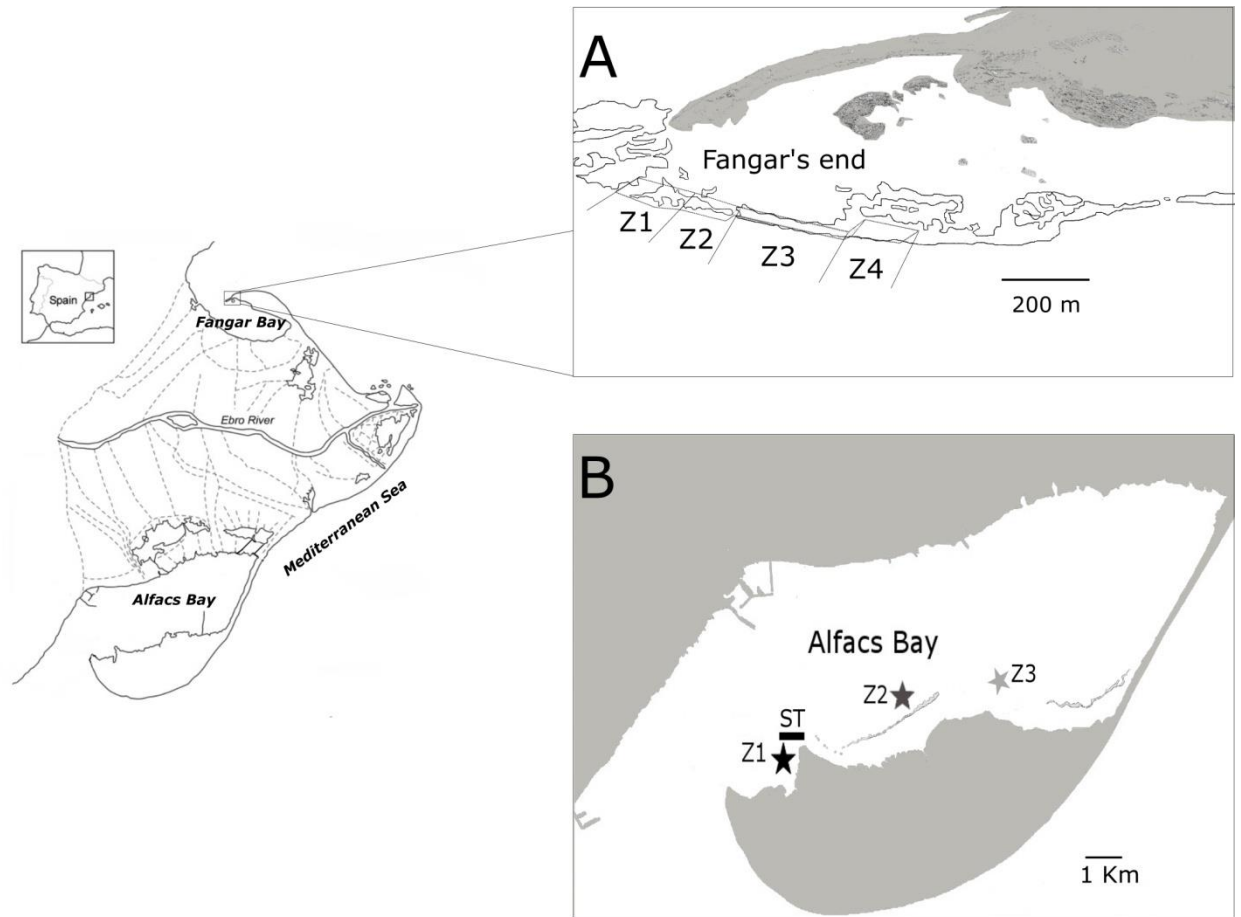 Spain
Fangar Bay
Ebro River
Mediterranean Sea
Alfacs Bay
A
Fangar's end
Z1
Z2
Z3
Z4
200 m
B
Alfacs Bay
Z3
Z2
ST
Z1
1 Km